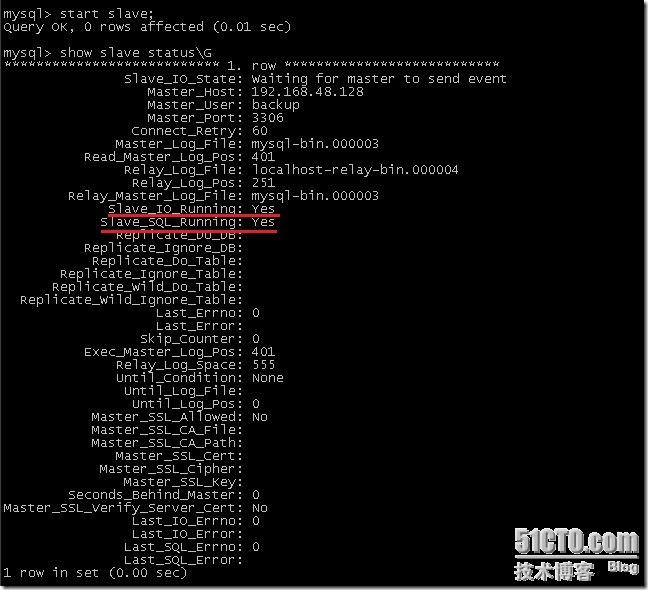 mysql> start slave;
Query OK, 0 rows affected (0.01 sec)
mysql> show slave status\G
*************************** 1. row ***************************
Slave_IO_State: Waiting for master to send event
Master_Host: 192.168.48.128
Master_User: backup
Master_Port: 3306
Connect_Retry: 60
Master_Log_File: mysql-bin.000003
Read_Master_Log_Pos: 401
Relay_Log_File: localhost-relay-bin.000004
Relay_Log_Pos: 251
Relay_Master_Log_File: mysql-bin.000003
Slave_IO_Running: Yes
Slave_SQL_Running: Yes
Replicate_Do_DB:
Replicate_Ignore_DB:
Replicate_Do_Table:
Replicate_Ignore_Table:
Replicate_Wild_Do_Table:
Replicate_Wild_Ignore_Table:
Last_Errno: 0
Last_Error:
Skip_Counter: 0
Exec_Master_Log_Pos: 401
Relay_Log_Space: 555
Until_Condition: None
Until_Log_File:
Until_Log_Pos: 0
Master_SSL_Allowed: No
Master_SSL_CA_File:
Master_SSL_CA_Path:
Master_SSL_Cert:
Master_SSL_Cipher:
Master_SSL_Key:
Seconds_Behind_Master: 0
Master_SSL_Verify_Server_Cert: No
Last_IO_Errno: 0
Last_IO_Error:
Last_SQL_Errno: 0
Last_SQL_Error:
1 row in set (0.00 sec)
51CTO.com
技术博客 Blog